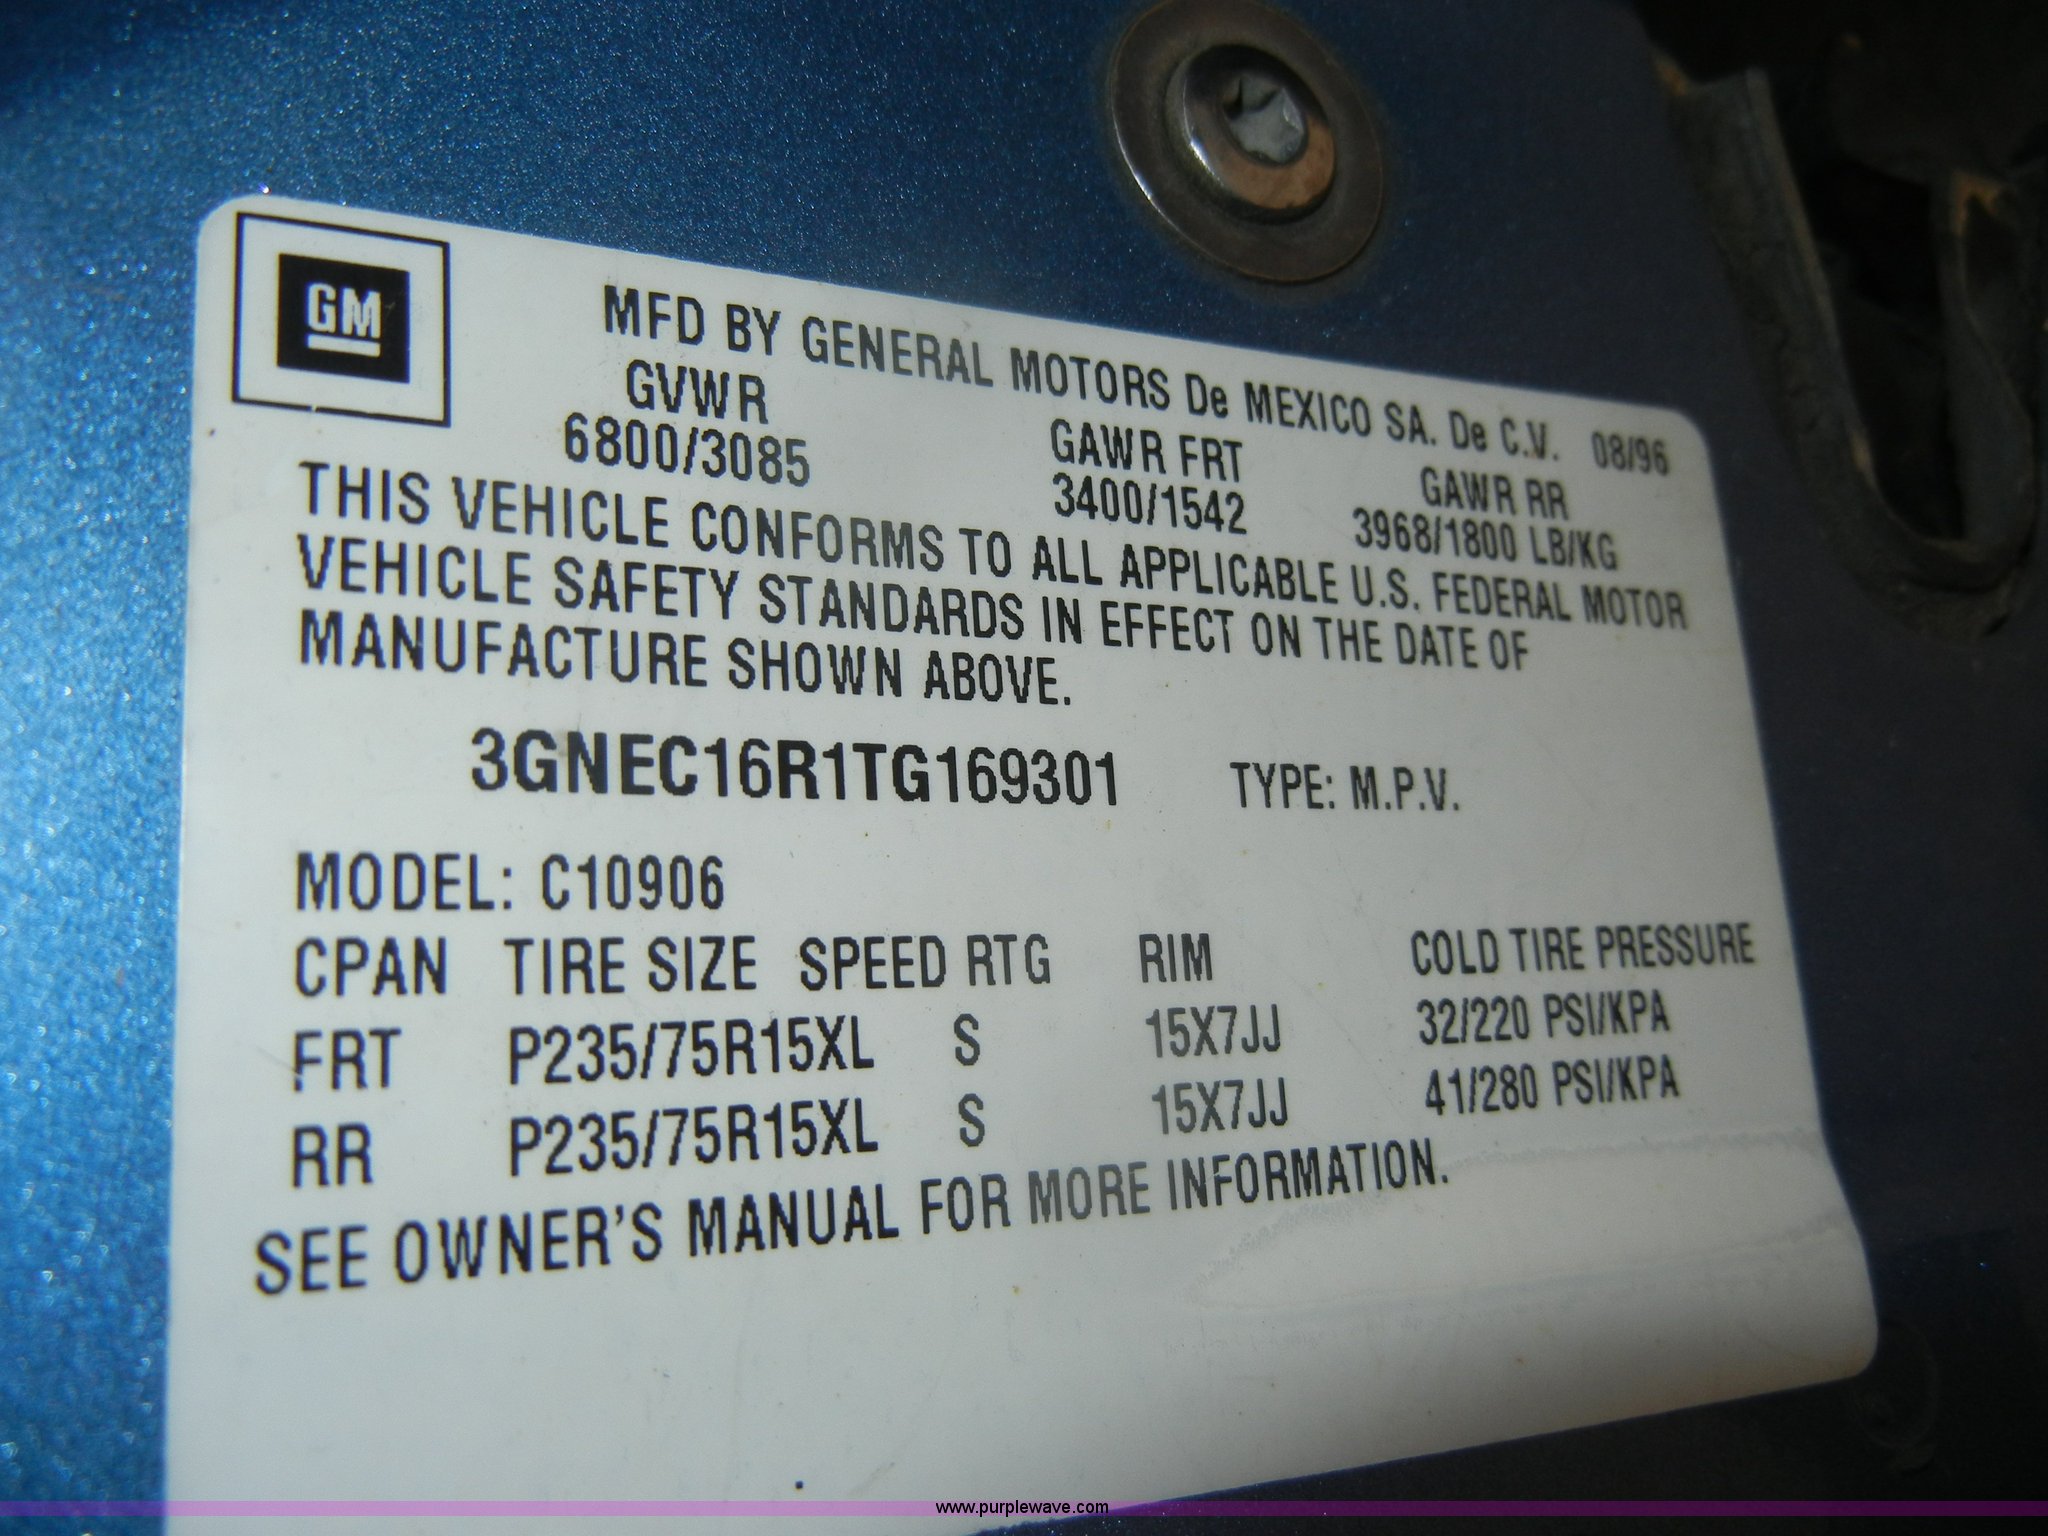 GM
MFD BY GENERAL MOTORS De MEXICO SA. De C.V. 08/96
GVWR GAWR FRT GAWR RR
6800/3085 3400/1542 3968/1800 LB/KG
THIS VEHICLE CONFORMS TO ALL APPLICABLE U.S. FEDERAL MOTOR
VEHICLE SAFETY STANDARDS IN EFFECT ON THE DATE OF
MANUFACTURE SHOWN ABOVE.
3GNEC16R1TG169301 TYPE: M.P.V.
MODEL: C10906
CPAN TIRE SIZE SPEED RTG RIM COLD TIRE PRESSURE
FRT P235/75R15XL S 15X7JJ 32/220 PSI/KPA
RR P235/75R15XL S 15X7JJ 41/280 PSI/KPA
SEE OWNER'S MANUAL FOR MORE INFORMATION.
www.purplewave.com